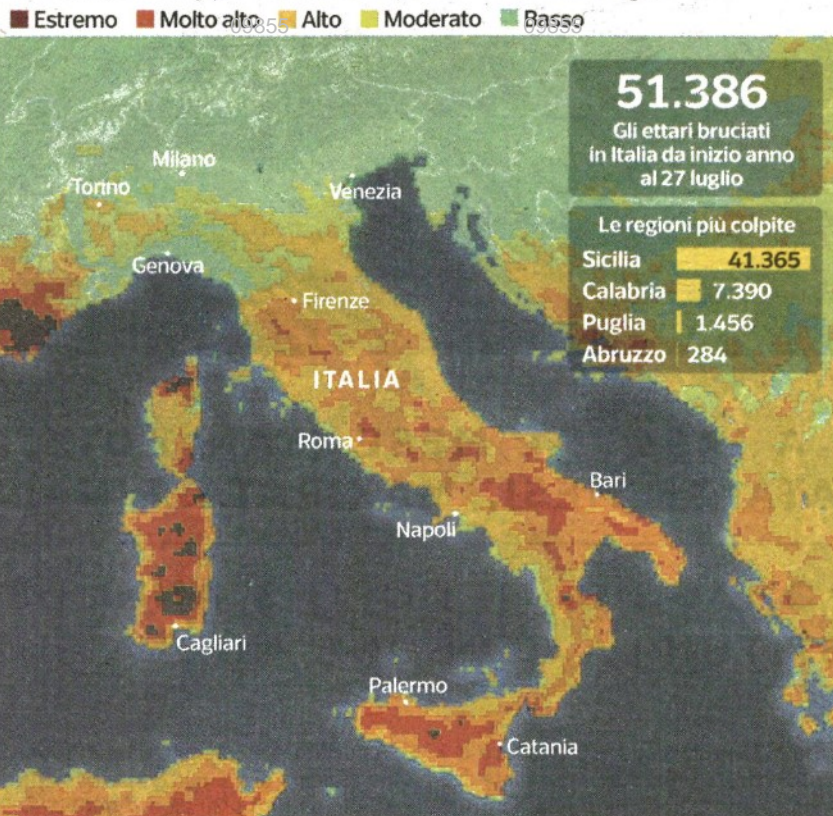 Estremo Molto alto Alto Moderato Basso
09855 09855
51.386
Gli ettari bruciati
in Italia da inizio anno
al 27 luglio
Le regioni più colpite
Sicilia 41.365
Calabria 7.390
Puglia 1.456
Abruzzo 284
Milano
Torino
Venezia
Genova
Firenze
ITALIA
Roma
Bari
Napoli
Cagliari
Palermo
Catania